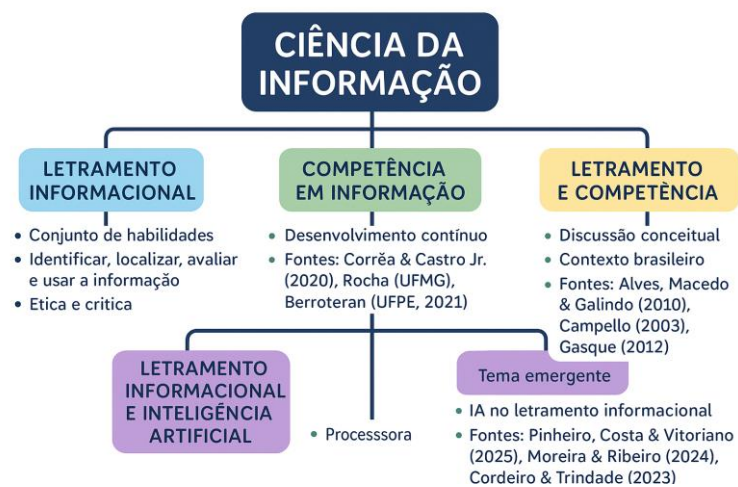 CIÊNCIA DA
INFORMAÇÃO
LETRAMENTO
INFORMACIONAL
• Conjunto de habilidades
• Identificar, localizar, avaliar
e usar a informação
• Etica e critica
COMPETÊNCIA
EM INFORMAÇÃO
• Desenvolvimento contínuo
• Fontes: Corrěa & Castro Jr.
(2020), Rocha (UFMG),
Berroteran (UFPE, 2021)
LETRAMENTO
E COMPETÈNCIA
• Discussão conceitual
• Contexto brasileiro
• Fontes: Alves, Macedo
& Galindo (2010),
Campello (2003),
Gasque (2012)
LETRAMENTO
INFORMACIONAL
E INTELIGÊNCIA
ARTIFICIAL
• Processsora
Tema emergente
• IA no letramento informacional
• Fontes: Pinheiro, Costa & Vitoriano
(2025), Moreira & Ribeiro (2024),
Cordeiro & Trindade (2023)